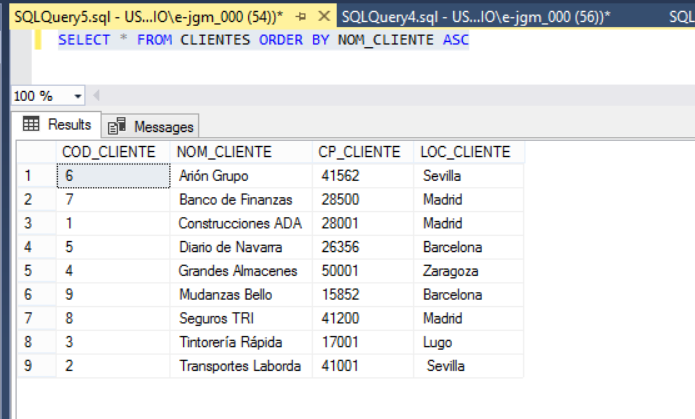 SQLQuery5.sql - US...IO\e-jgm_000 (54))* SQLQuery4.sql - US...IO\e-jgm_000 (56))* SQL
SELECT * FROM CLIENTES ORDER BY NOM_CLIENTE ASC
100 %
Results Messages
COD_CLIENTE NOM_CLIENTE CP_CLIENTE LOC_CLIENTE
1 6 Arión Grupo 41562 Sevilla
2 7 Banco de Finanzas 28500 Madrid
3 1 Construcciones ADA 28001 Madrid
4 5 Diario de Navarra 26356 Barcelona
5 4 Grandes Almacenes 50001 Zaragoza
6 9 Mudanzas Bello 15852 Barcelona
7 8 Seguros TRI 41200 Madrid
8 3 Tintorería Rápida 17001 Lugo
9 2 Transportes Laborda 41001 Sevilla